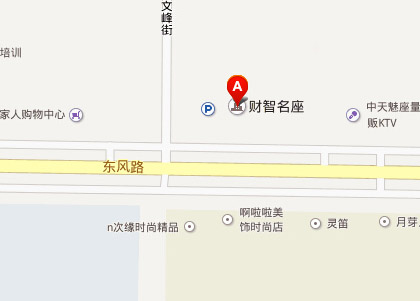 文峰街
培训
A
P
财智名座
家人购物中心
中天魅座量
贩KTV
东风路
啊啦啦美
饰时尚店
n次缘时尚精品
灵笛
月芽